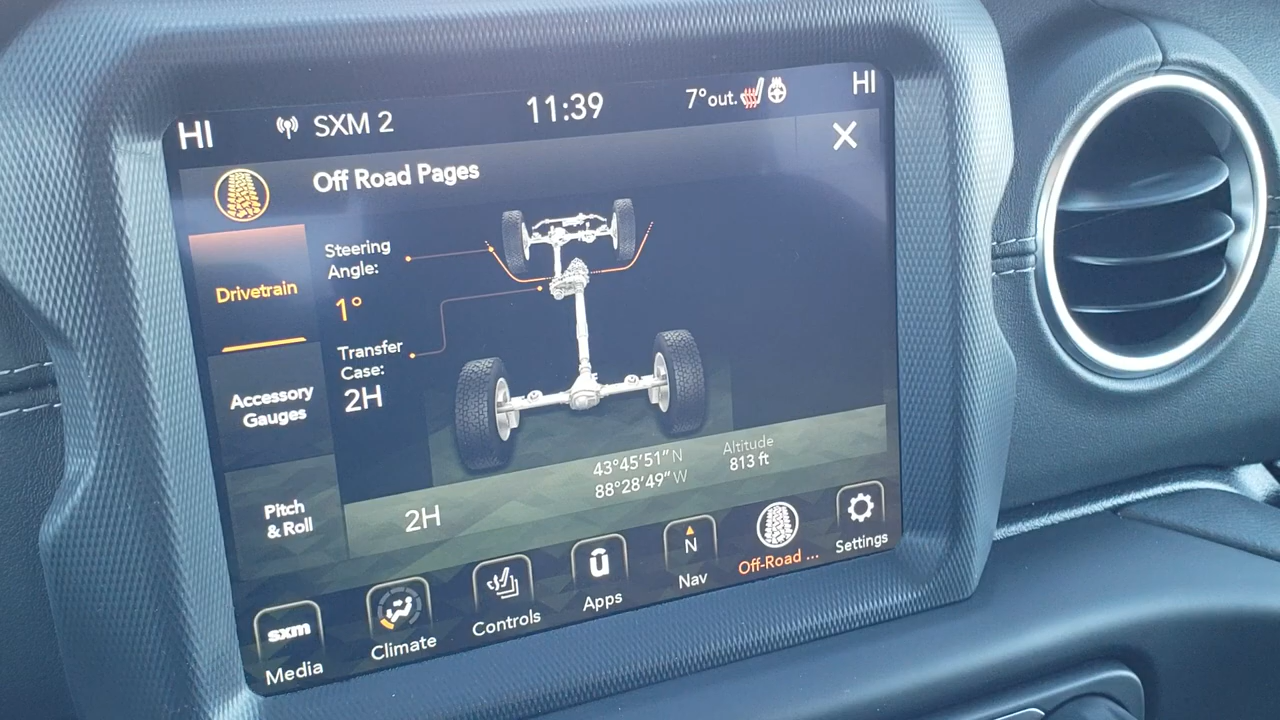 HI
SXM 2
11:39
7°out.
HI
Off Road Pages
X
Drivetrain
Steering
Angle:
1°
Transfer
Case:
2H
Accessory
Gauges
Pitch
& Roll
43°45'51" N
88°28'49" W
Altitude
813 ft
2H
sxm
Media
Climate
Controls
û
Apps
N
Nav
Off-Road ...
Settings